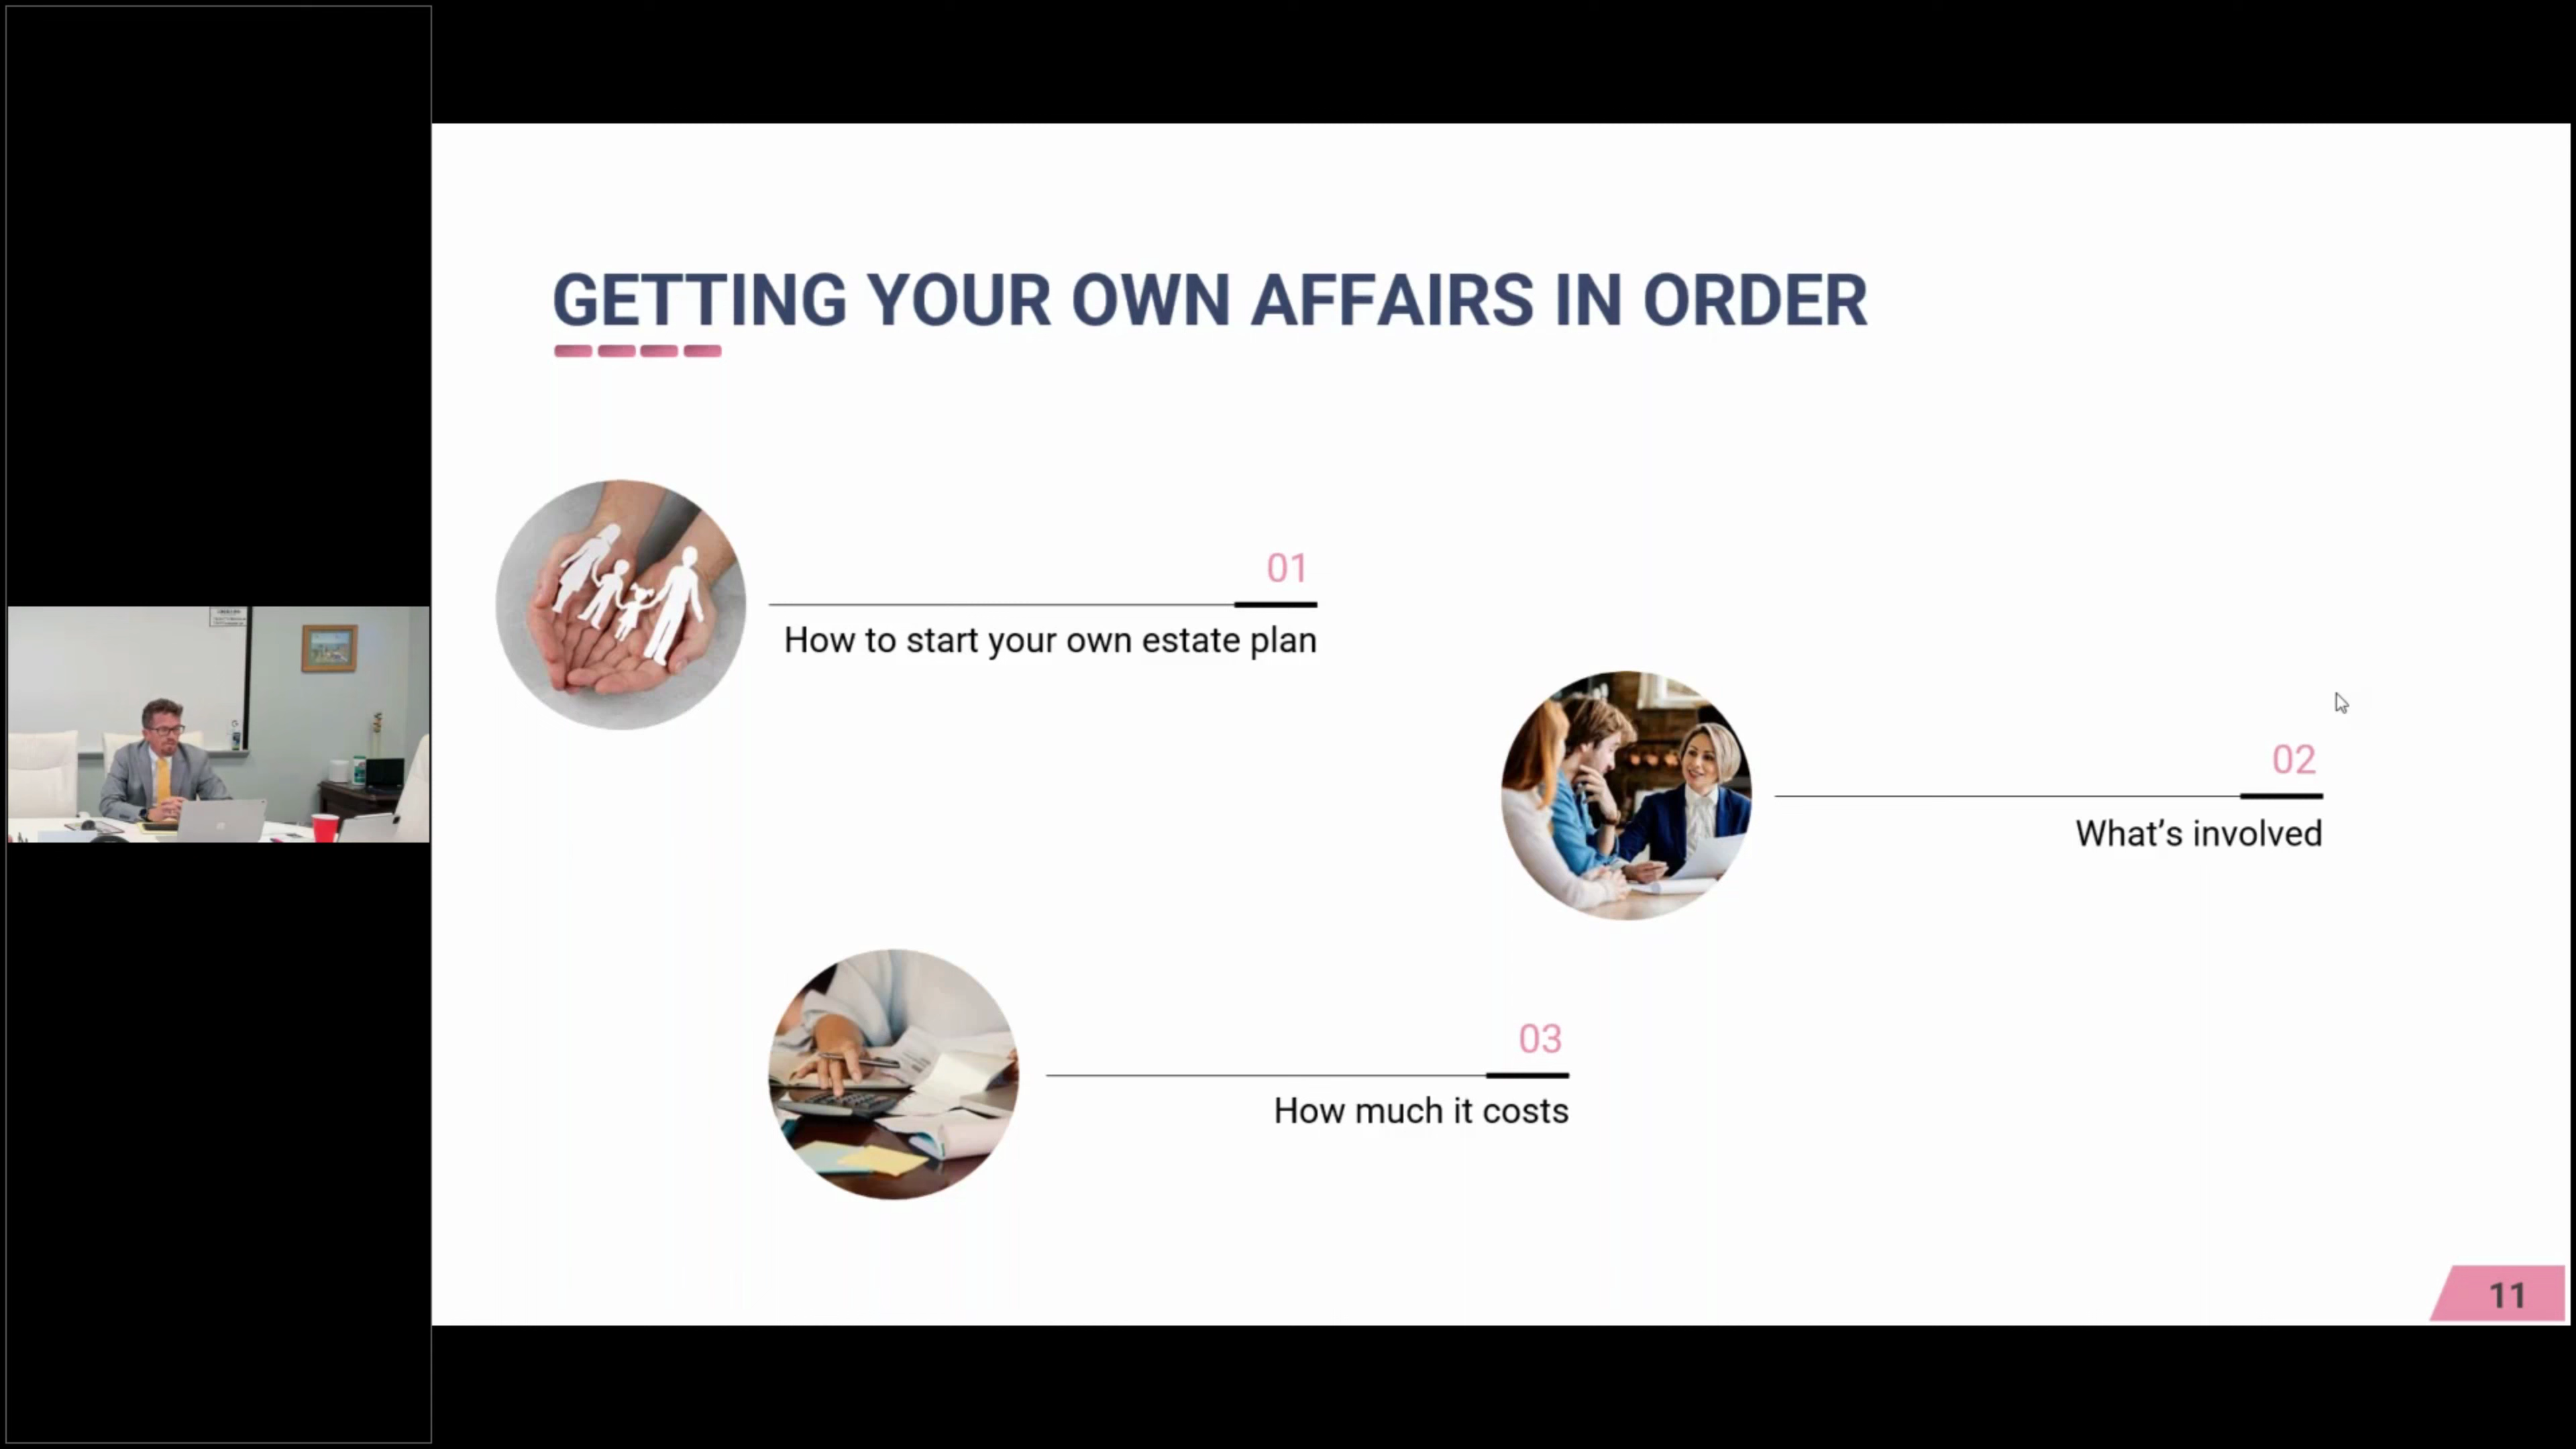 GETTING YOUR OWN AFFAIRS IN ORDER
01
How to start your own estate plan
02
What’s involved
03
How much it costs
11